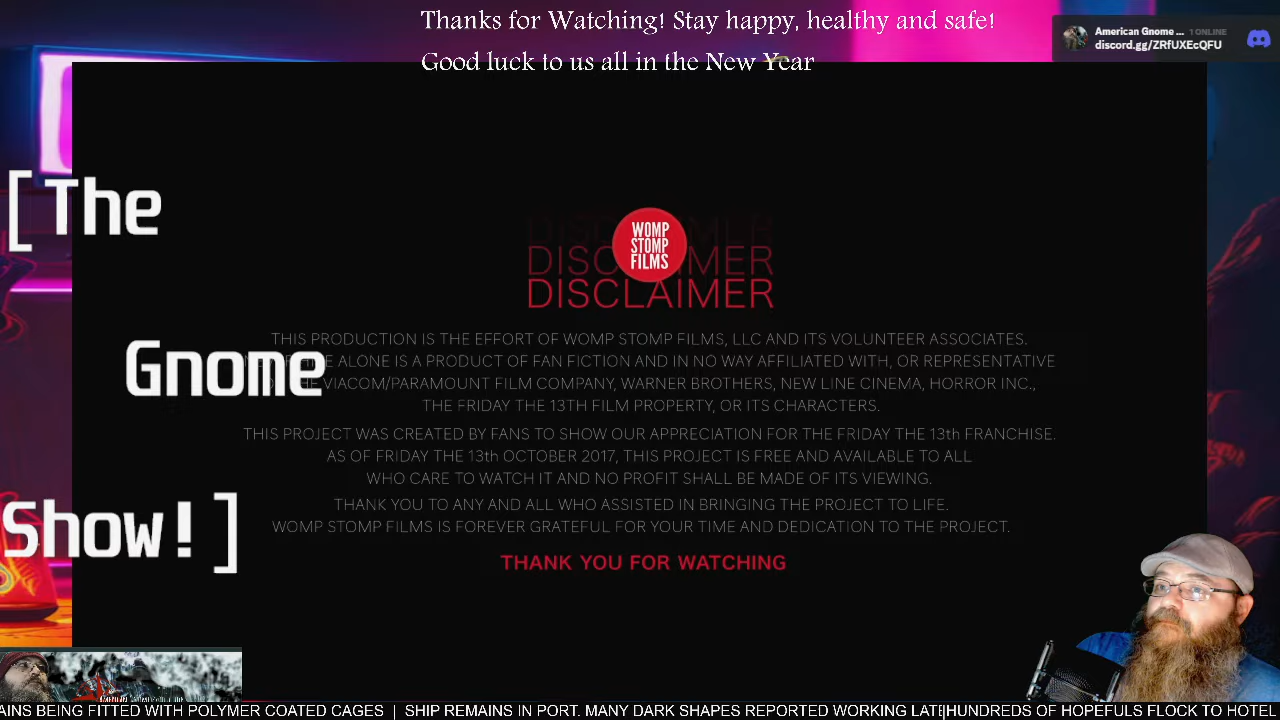 Thanks for Watching! Stay happy, healthy and safe!
Good luck to us all in the New Year
American Gnome ... 1 ONLINE
discord.gg/ZRfUXEcQFU
[The
Gnome
Show!]
WOMP
STOMP
FILMS
DISCLAIMER
DISCLAIMER
THIS PRODUCTION IS THE EFFORT OF WOMP STOMP FILMS, LLC AND ITS VOLUNTEER ASSOCIATES.
ALONE IS A PRODUCT OF FAN FICTION AND IN NO WAY AFFILIATED WITH, OR REPRESENTATIVE
VIACOM/PARAMOUNT FILM COMPANY, WARNER BROTHERS, NEW LINE CINEMA, HORROR INC.,
THE FRIDAY THE 13TH FILM PROPERTY, OR ITS CHARACTERS.
THIS PROJECT WAS CREATED BY FANS TO SHOW OUR APPRECIATION FOR THE FRIDAY THE 13th FRANCHISE.
AS OF FRIDAY THE 13th OCTOBER 2017, THIS PROJECT IS FREE AND AVAILABLE TO ALL
WHO CARE TO WATCH IT AND NO PROFIT SHALL BE MADE OF ITS VIEWING.
THANK YOU TO ANY AND ALL WHO ASSISTED IN BRINGING THE PROJECT TO LIFE.
WOMP STOMP FILMS IS FOREVER GRATEFUL FOR YOUR TIME AND DEDICATION TO THE PROJECT.
THANK YOU FOR WATCHING
AINS BEING FITTED WITH POLYMER COATED CAGES | SHIP REMAINS IN PORT. MANY DARK SHAPES REPORTED WORKING LATE|HUNDREDS OF HOPEFULS FLOCK TO HOTEL